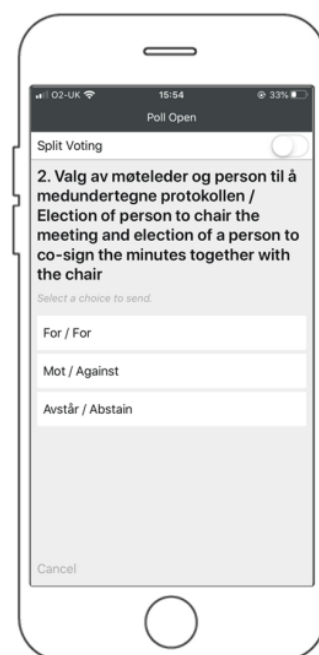 O2-UK 15:54 33%
Poll Open
Split Voting
2. Valg av møteleder og person til å
medundertegne protokollen /
Election of person to chair the
meeting and election of a person to
co-sign the minutes together with
the chair
Select a choice to send.
For / For
Mot / Against
Avstår / Abstain
Cancel